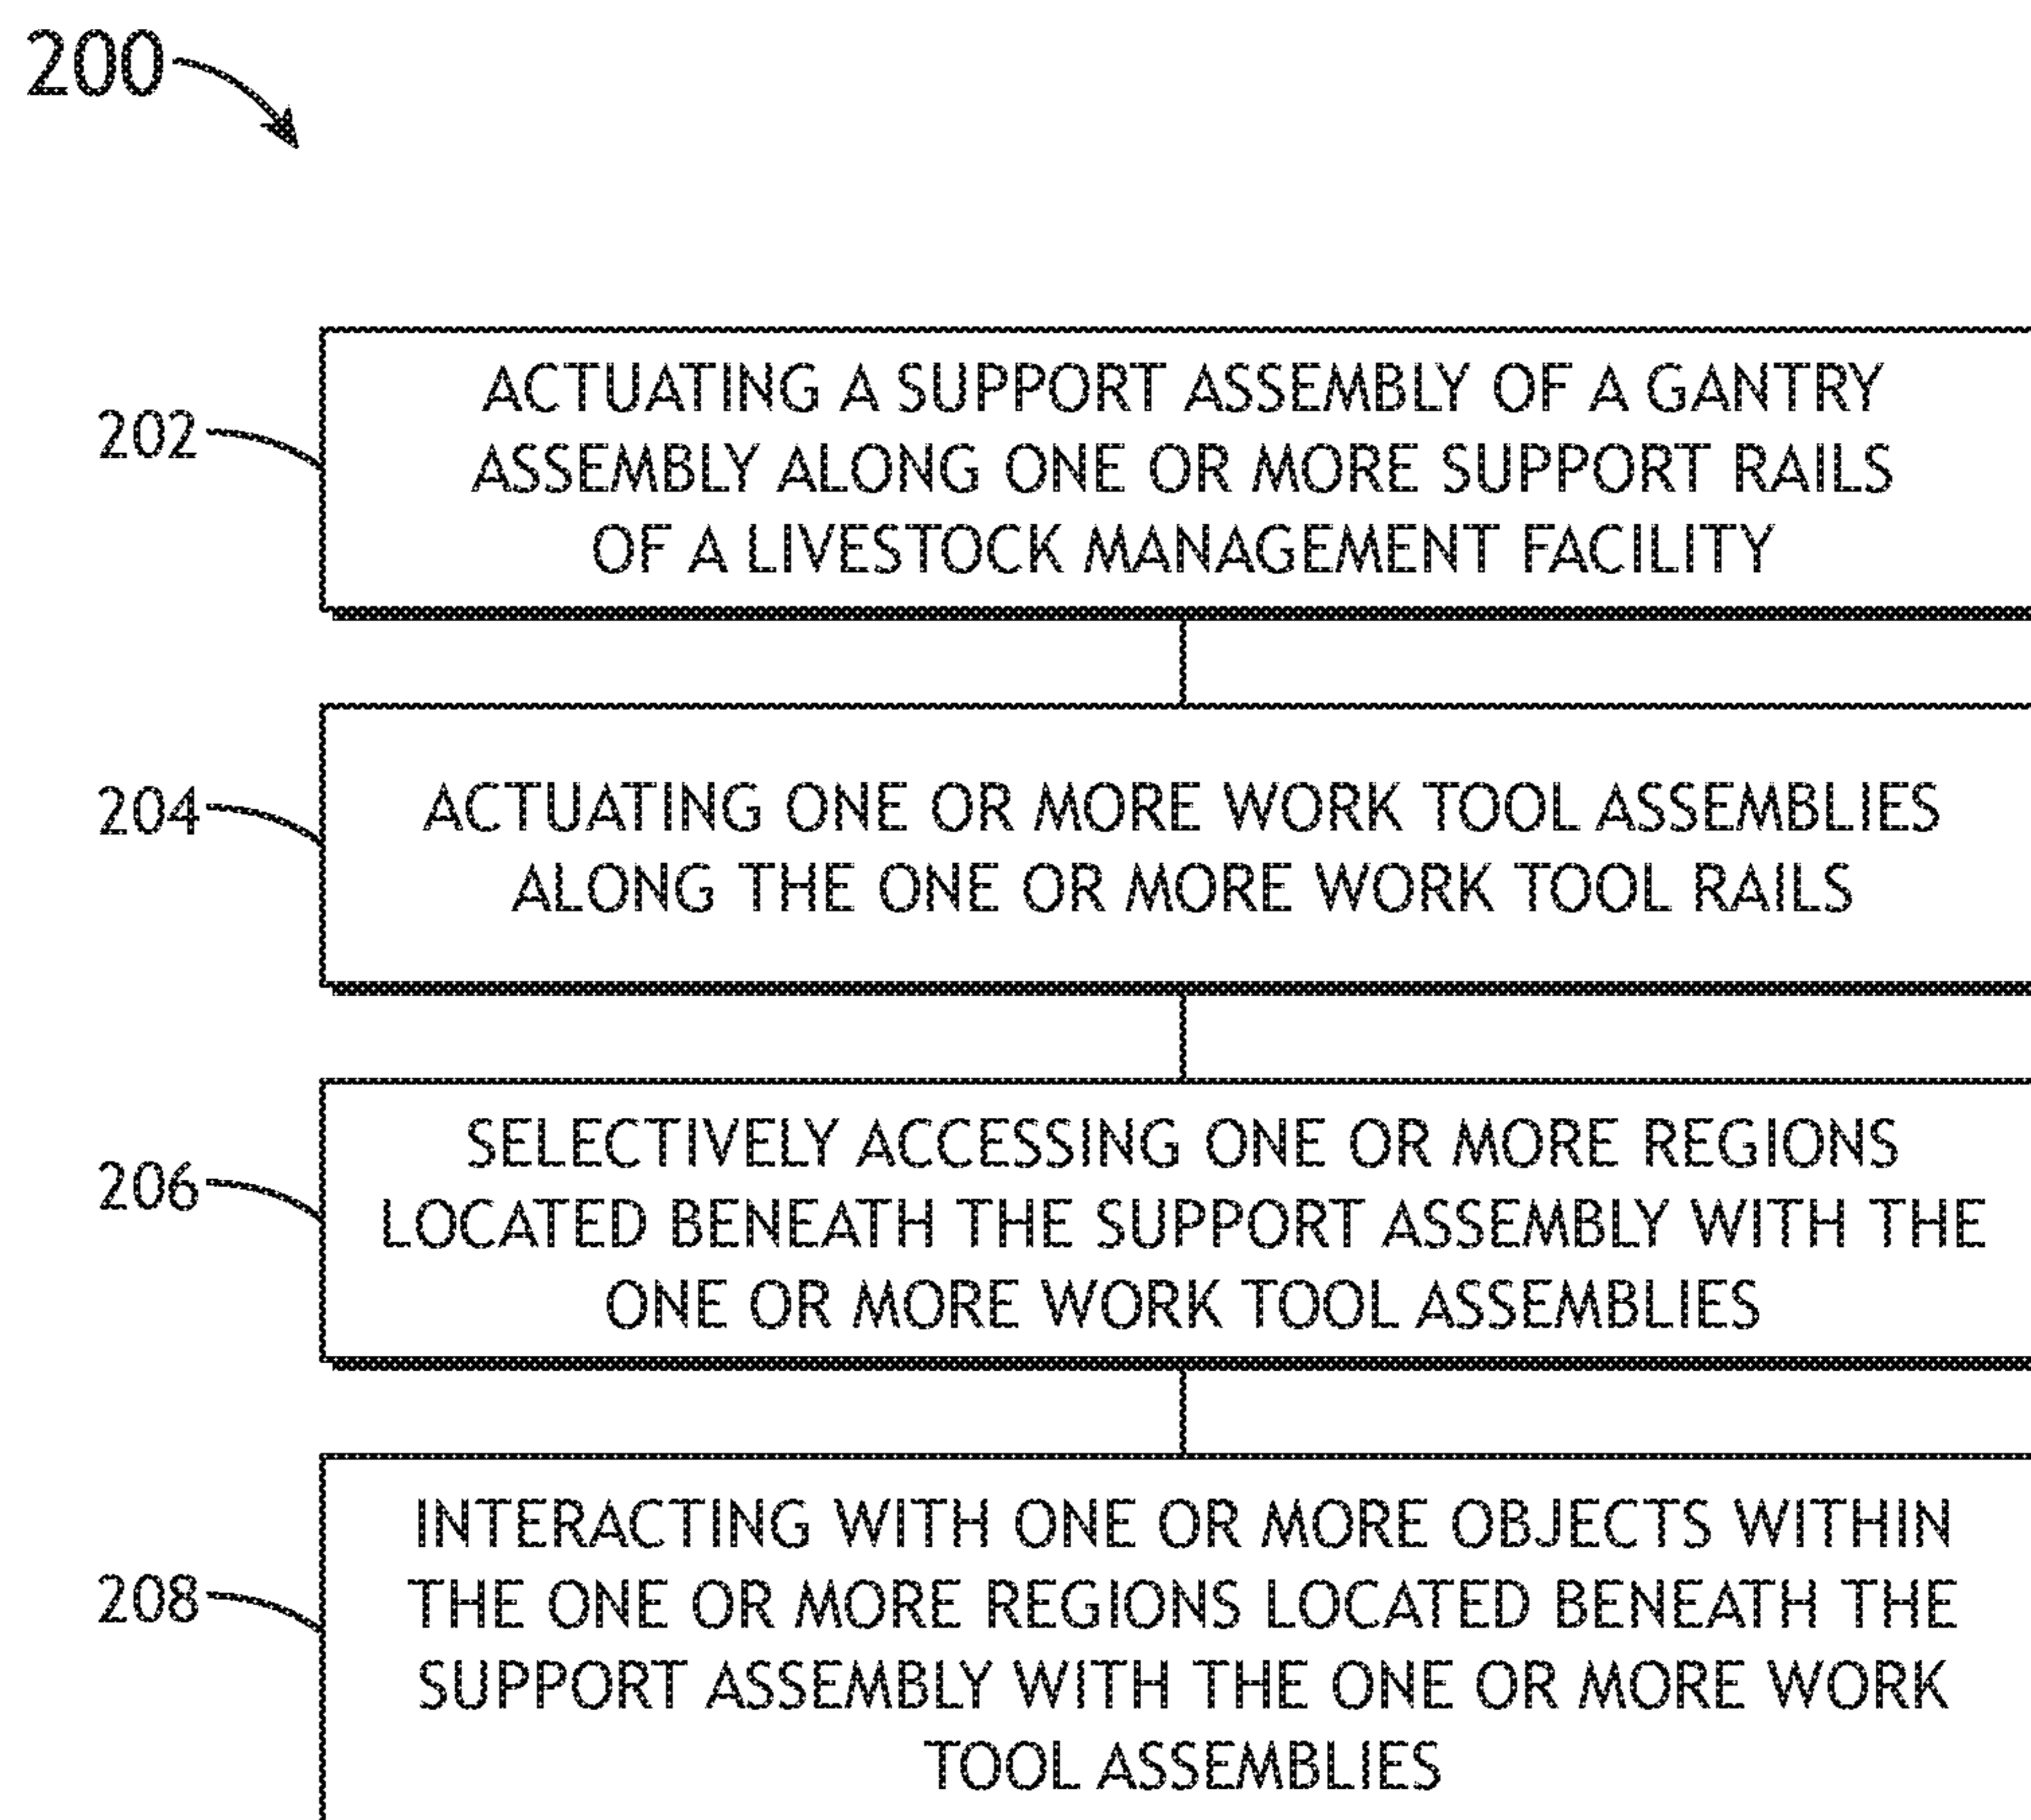 200
202
ACTUATING A SUPPORT ASSEMBLY OF A GANTRY
ASSEMBLY ALONG ONE OR MORE SUPPORT RAILS
OF A LIVESTOCK MANAGEMENT FACILITY
204
ACTUATING ONE OR MORE WORK TOOL ASSEMBLIES
ALONG THE ONE OR MORE WORK TOOL RAILS
206
SELECTIVELY ACCESSING ONE OR MORE REGIONS
LOCATED BENEATH THE SUPPORT ASSEMBLY WITH THE
ONE OR MORE WORK TOOL ASSEMBLIES
208
INTERACTING WITH ONE OR MORE OBJECTS WITHIN
THE ONE OR MORE REGIONS LOCATED BENEATH THE
SUPPORT ASSEMBLY WITH THE ONE OR MORE WORK
TOOL ASSEMBLIES